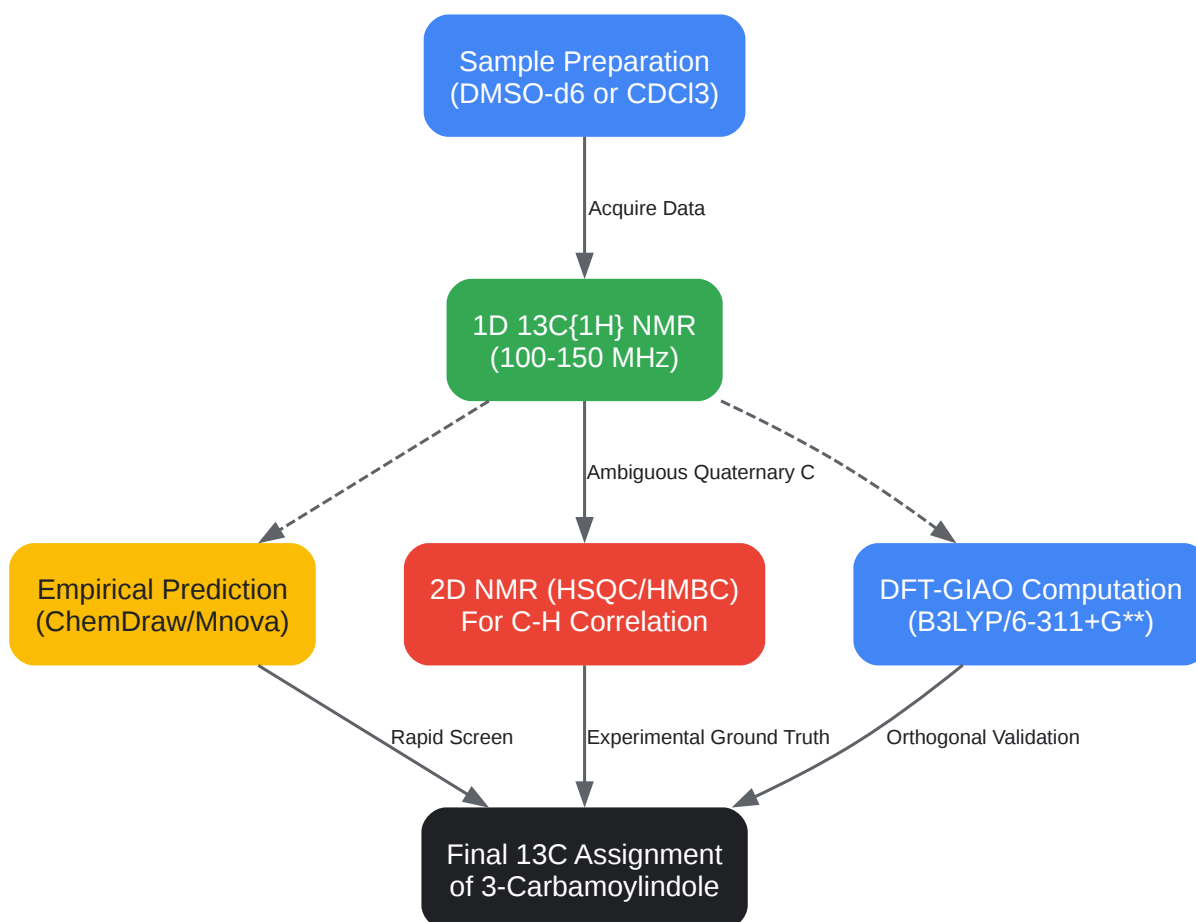 Sample Preparation
(DMSO-d6 or CDCl3)
Acquire Data
1D 13C{1H} NMR
(100-150 MHz)
Ambiguous Quaternary C
Empirical Prediction
(ChemDraw/Mnova)
2D NMR (HSQC/HMBC)
For C-H Correlation
DFT-GIAO Computation
(B3LYP/6-311+G**)
Rapid Screen
Experimental Ground Truth
Orthogonal Validation
Final 13C Assignment
of 3-Carbamoylindole